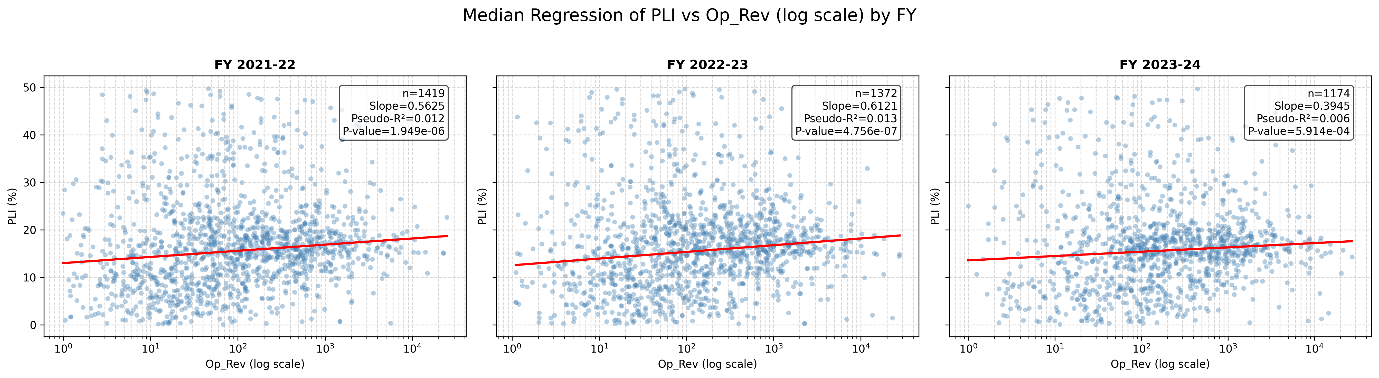 Median Regression of PLI vs Op_Rev (log scale) by FY
FY 2021-22
n=1419
Slope=0.5625
Pseudo-R²=0.012
P-value=1.949e-06
PLI (%)
50
40
30
20
10
0
10⁰
10¹
10²
10³
10⁴
Op_Rev (log scale)
FY 2022-23
n=1372
Slope=0.6121
Pseudo-R²=0.013
P-value=4.756e-07
PLI (%)
10⁰
10¹
10²
10³
10⁴
Op_Rev (log scale)
FY 2023-24
n=1174
Slope=0.3945
Pseudo-R²=0.006
P-value=5.914e-04
PLI (%)
10⁰
10¹
10²
10³
10⁴
Op_Rev (log scale)